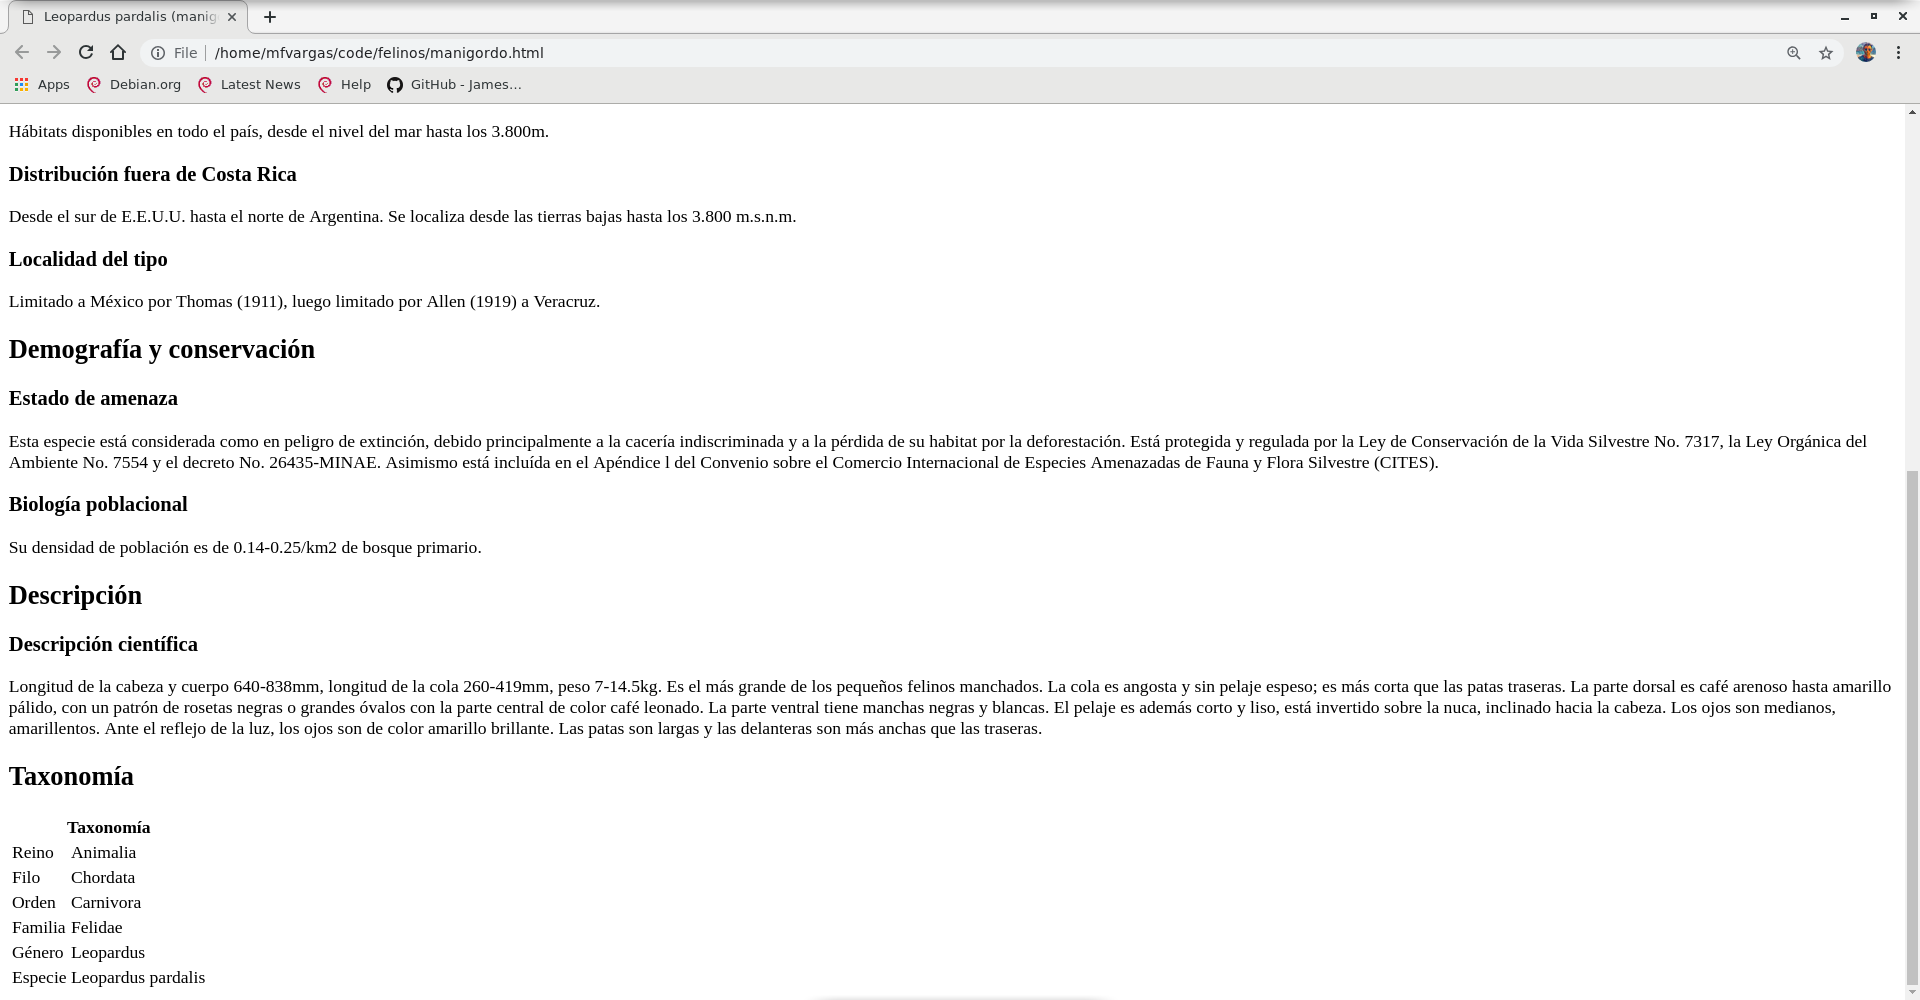 Leopardus pardalis (manig
File
/home/mfvargas/code/felinos/manigordo.html
Apps
Debian.org
Latest News
Help
GitHub - James…
Hábitats disponibles en todo el país, desde el nivel del mar hasta los 3.800m.
Distribución fuera de Costa Rica
Desde el sur de E.E.U.U. hasta el norte de Argentina. Se localiza desde las tierras bajas hasta los 3.800 m.s.n.m.
Localidad del tipo
Limitado a México por Thomas (1911), luego limitado por Allen (1919) a Veracruz.
Demografía y conservación
Estado de amenaza
Esta especie está considerada como en peligro de extinción, debido principalmente a la cacería indiscriminada y a la pérdida de su habitat por la deforestación. Está protegida y regulada por la Ley de Conservación de la Vida Silvestre No. 7317, la Ley Orgánica del
Ambiente No. 7554 y el decreto No. 26435-MINAE. Asimismo está incluída en el Apéndice l del Convenio sobre el Comercio Internacional de Especies Amenazadas de Fauna y Flora Silvestre (CITES).
Biología poblacional
Su densidad de población es de 0.14-0.25/km2 de bosque primario.
Descripción
Descripción científica
Longitud de la cabeza y cuerpo 640-838mm, longitud de la cola 260-419mm, peso 7-14.5kg. Es el más grande de los pequeños felinos manchados. La cola es angosta y sin pelaje espeso; es más corta que las patas traseras. La parte dorsal es café arenoso hasta amarillo
pálido, con un patrón de rosetas negras o grandes óvalos con la parte central de color café leonado. La parte ventral tiene manchas negras y blancas. El pelaje es además corto y liso, está invertido sobre la nuca, inclinado hacia la cabeza. Los ojos son medianos,
amarillentos. Ante el reflejo de la luz, los ojos son de color amarillo brillante. Las patas son largas y las delanteras son más anchas que las traseras.
Taxonomía
Taxonomía
Reino Animalia
Filo Chordata
Orden Carnivora
Familia Felidae
Género Leopardus
Especie Leopardus pardalis